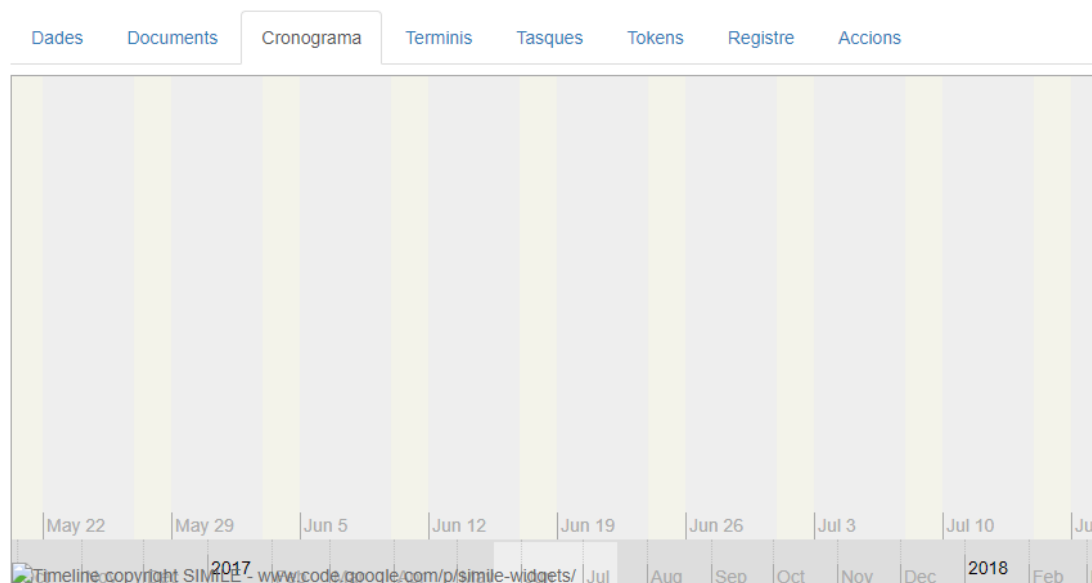 Dades Documents Cronograma Terminis Tasques Tokens Registre Accions
May 22 May 29 Jun 5 Jun 12 Jun 19 Jun 26 Jul 3 Jul 10
2017 2018
Timeline copyright SIMILE - www.code.google.com/p/simile-widgets/
Jul Aug Sep Oct Nov Dec Feb